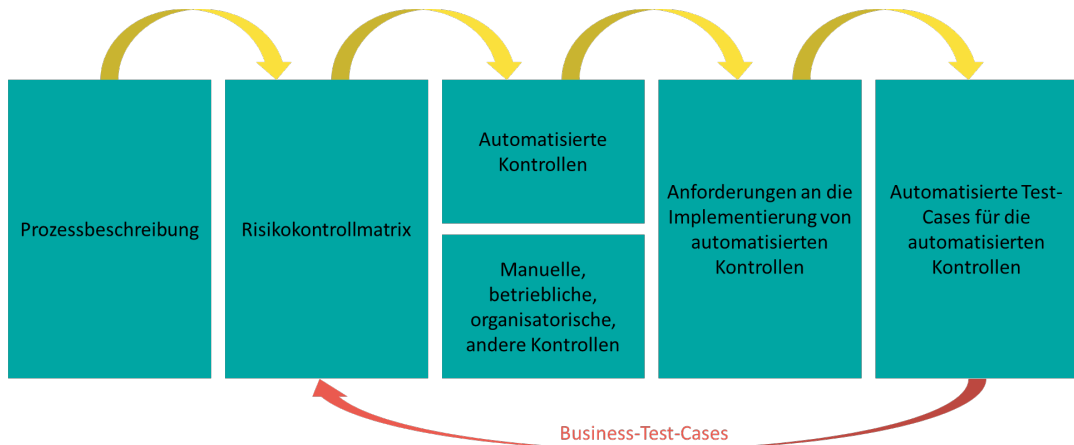 Prozessbeschreibung
Risikokontrollmatrix
Automatisierte
Kontrollen
Manuelle,
betriebliche,
organisatorische,
andere Kontrollen
Anforderungen an die
Implementierung von
automatisierten
Kontrollen
Automatisierte Test-
Cases für die
automatisierten
Kontrollen
Business-Test-Cases